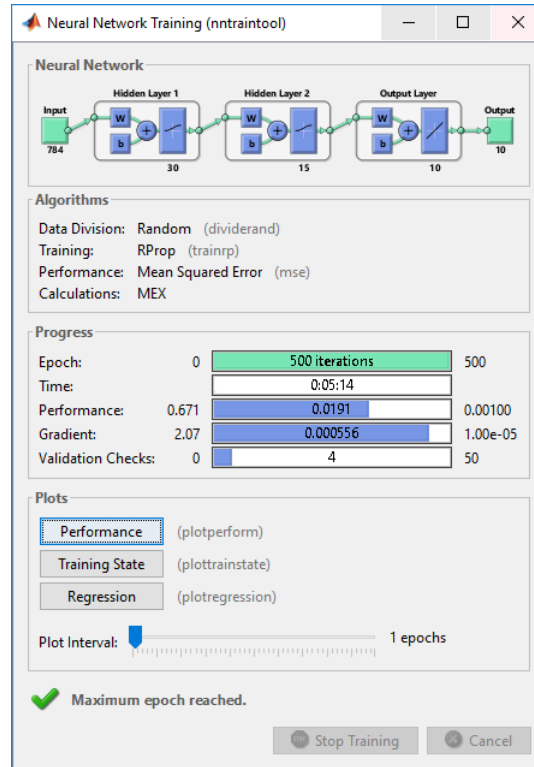 Neural Network Training (nntraintool)
Neural Network
Hidden Layer 1 Hidden Layer 2 Output Layer
Input Output
W W W
+ + +
b b b
784 10
30 15 10
Algorithms
Data Division: Random (dividerand)
Training: RProp (trainrp)
Performance: Mean Squared Error (mse)
Calculations: MEX
Progress
Epoch: 0 500 iterations 500
Time: 0:05:14
Performance: 0.671 0.0191 0.00100
Gradient: 2.07 0.000556 1.00e-05
Validation Checks: 0 4 50
Plots
Performance (plotperform)
Training State (plottrainstate)
Regression (plotregression)
Plot Interval: 1 epochs
Maximum epoch reached.
Stop Training Cancel